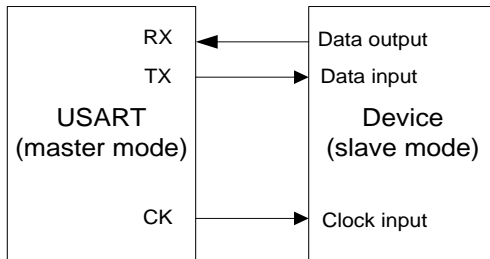 RX
Data output
TX
Data input
USART
(master mode)
Device
(slave mode)
CK
Clock input